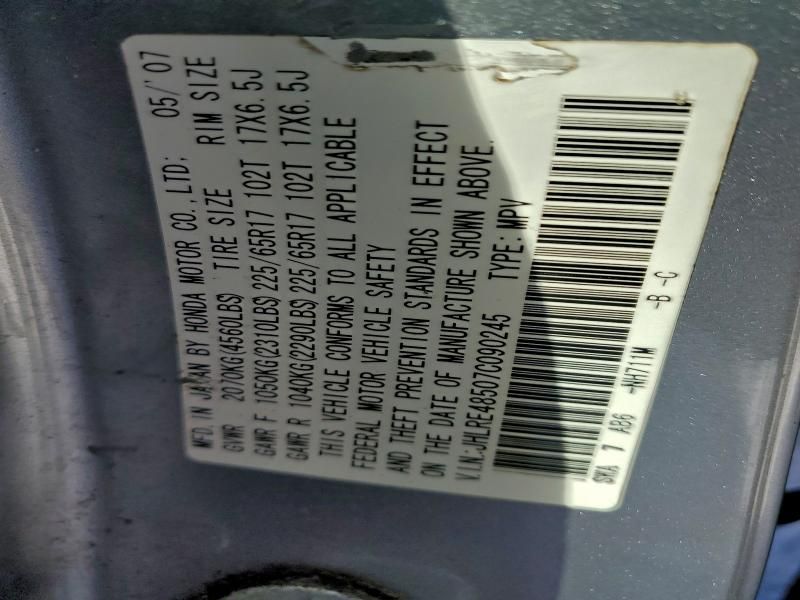 MFD. IN JAPAN BY HONDA MOTOR CO., LTD; 05/'07
GVWR 2070KG(4560LBS) TIRE SIZE RIM SIZE
GAWR F 1050KG(2310LBS) 225/65R17 102T 17X6.5J
GAWR R 1040KG(2290LBS) 225/65R17 102T 17X6.5J
THIS VEHICLE CONFORMS TO ALL APPLICABLE
FEDERAL MOTOR VEHICLE SAFETY
AND THEFT PREVENTION STANDARDS IN EFFECT
ON THE DATE OF MANUFACTURE SHOWN ABOVE.
V.I.N:JHLRE48507C090245 TYPE: MPV
SWA 7 AB6 -NH711M -B -C